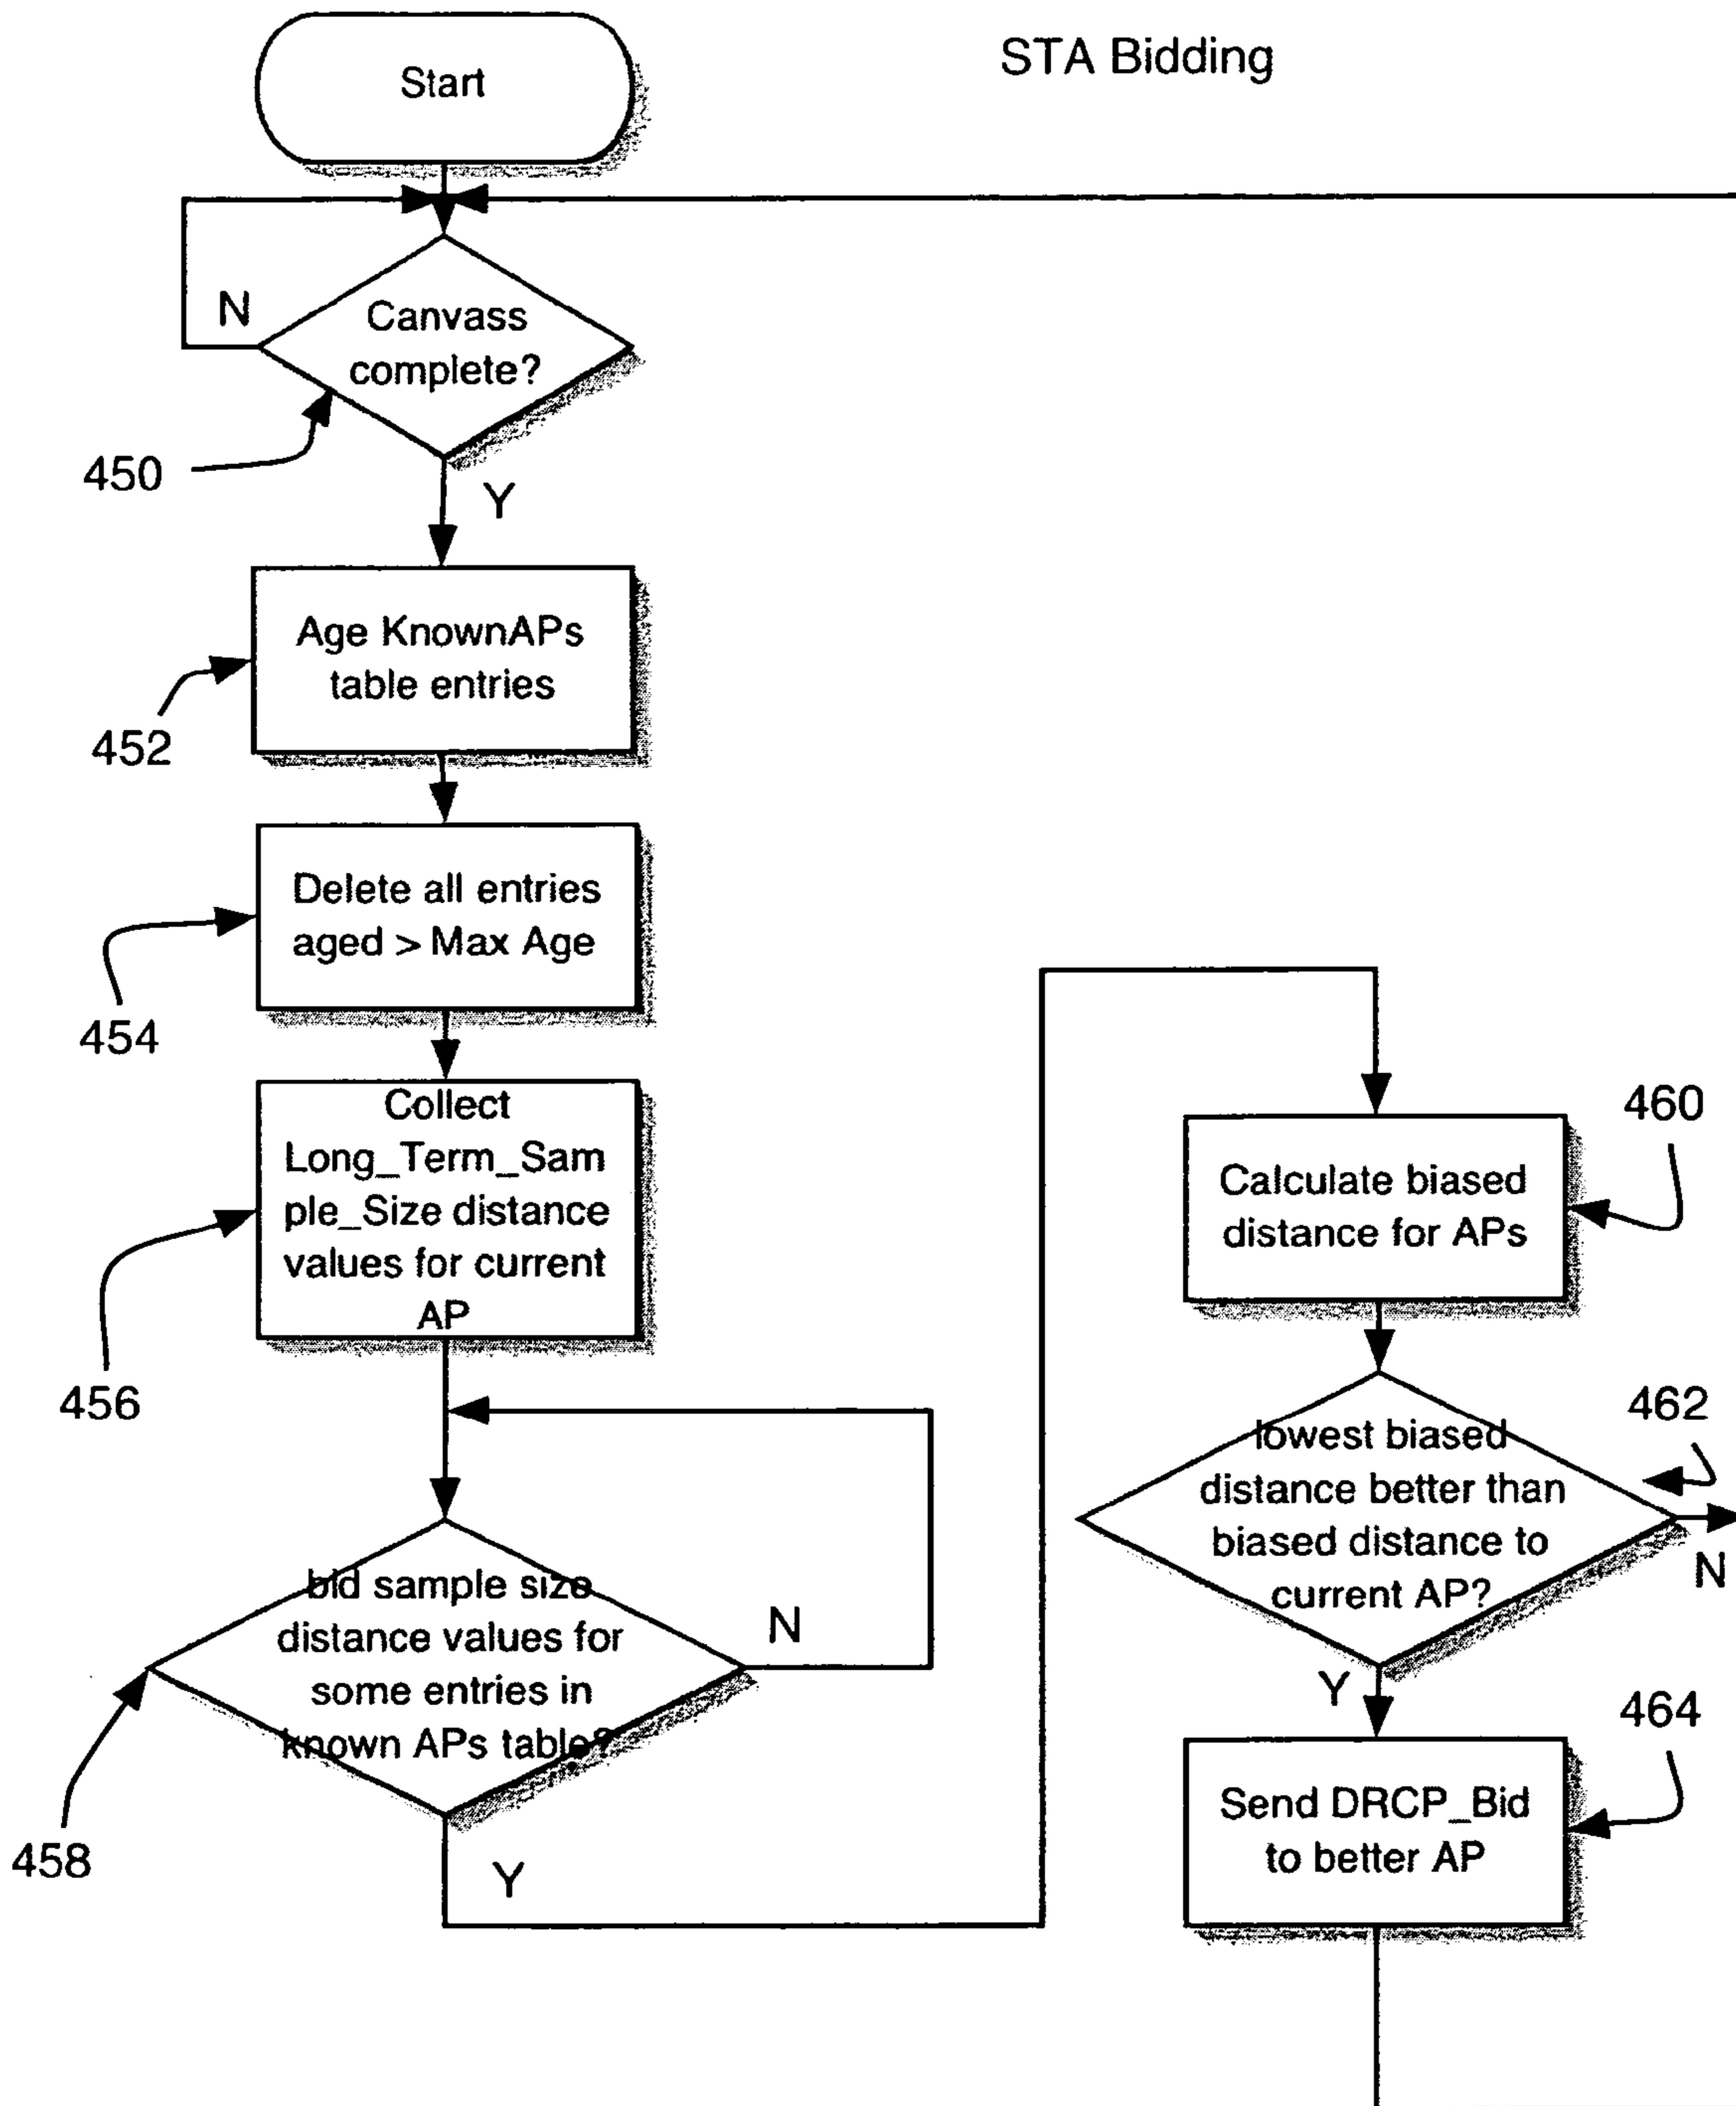 STA Bidding
Start
Canvass
complete?
N
450
Y
Age KnownAPs
table entries
452
Delete all entries
aged > Max Age
454
Collect
Long_Term_Sam
ple_Size distance
values for current
AP
456
bid sample size
distance values for
some entries in
known APs table?
N
458
Y
460
Calculate biased
distance for APs
462
lowest biased
distance better than
biased distance to
current AP?
N
Y
464
Send DRCP_Bid
to better AP